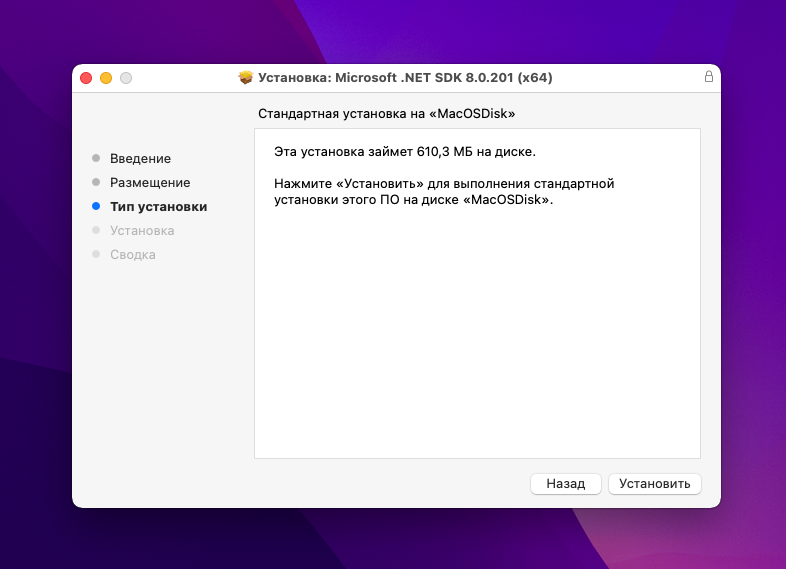 Установка: Microsoft .NET SDK 8.0.201 (x64)
Стандартная установка на «MacOSDisk»
Введение
Размещение
Тип установки
Установка
Сводка
Эта установка займет 610,3 МБ на диске.
Нажмите «Установить» для выполнения стандартной
установки этого ПО на диске «MacOSDisk».
Назад
Установить